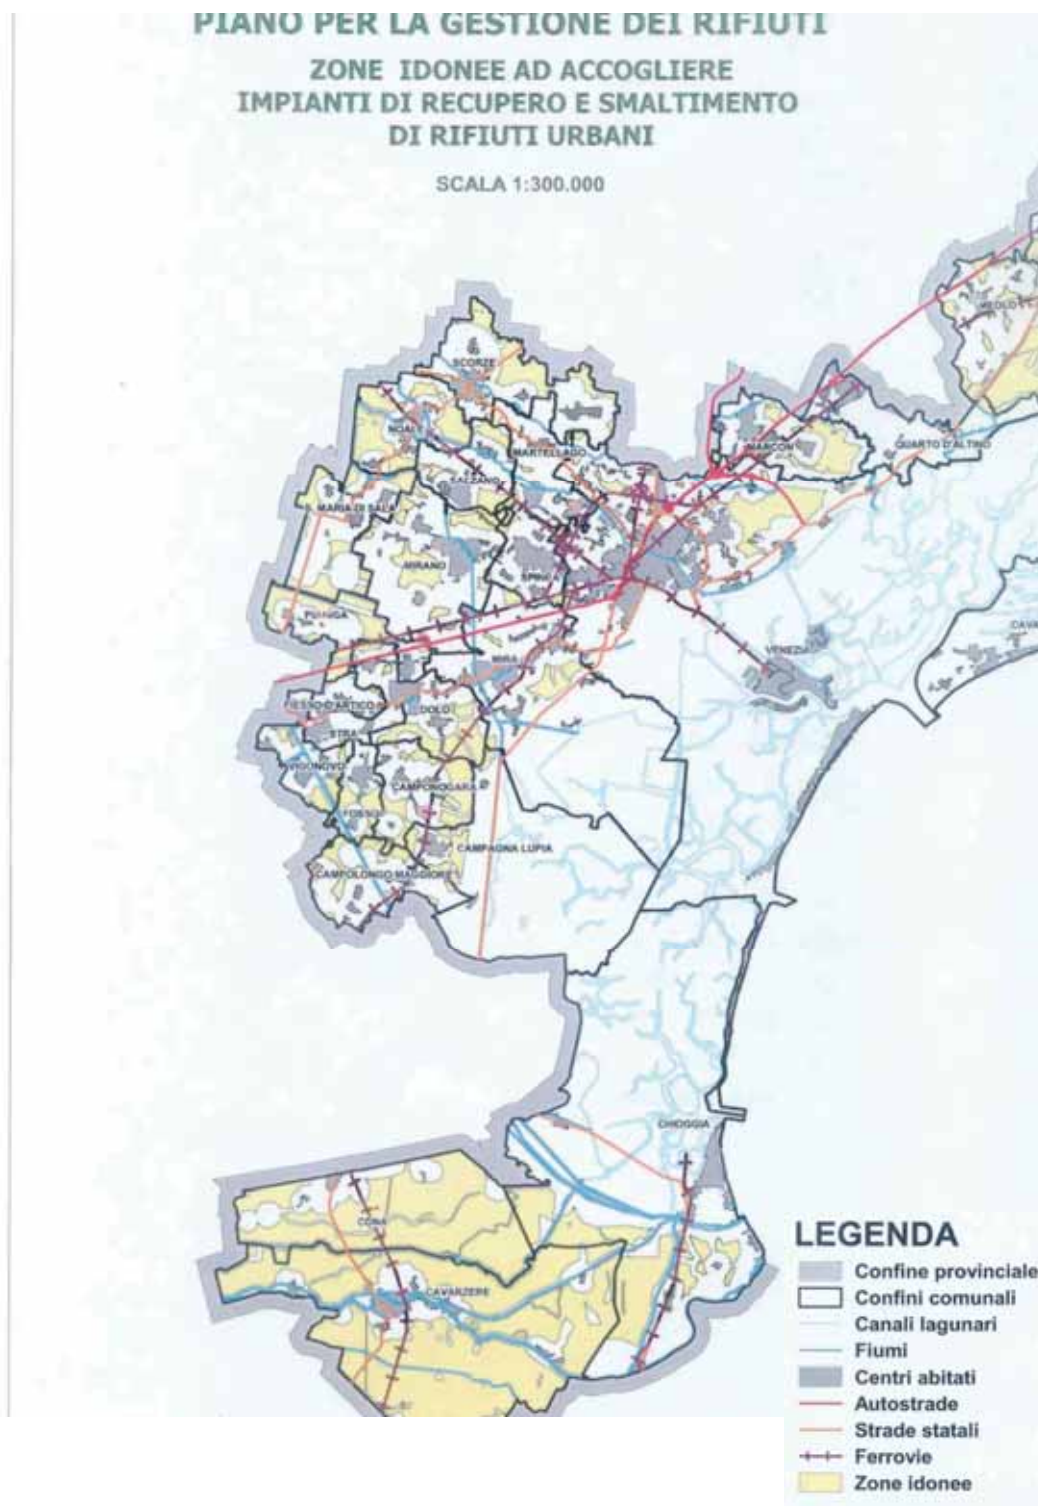 PIANO PER LA GESTIONE DEI RIFIUTI
ZONE IDONEE AD ACCOGLIERE
IMPIANTI DI RECUPERO E SMALTIMENTO
DI RIFIUTI URBANI
SCALA 1:300.000
MEOLO
SCORZE
NOALE
MARTELLAGO
MARCON
QUARTO D'ALTINO
SALZANO
S. MARIA DI SALA
MIRANO
SPINEA
PIANIGA
CAVA
VENEZIA
MIRA
FIESSO D'ARTICO
DOLO
STRA
VIGONOVO
CAMPONOGARA
FOSSO'
CAMPAGNA LUPIA
CAMPOLONGO MAGGIORE
CHIOGGIA
CONA
CAVARZERE
LEGENDA
Confine provinciale
Confini comunali
Canali lagunari
Fiumi
Centri abitati
Autostrade
Strade statali
Ferrovie
Zone idonee